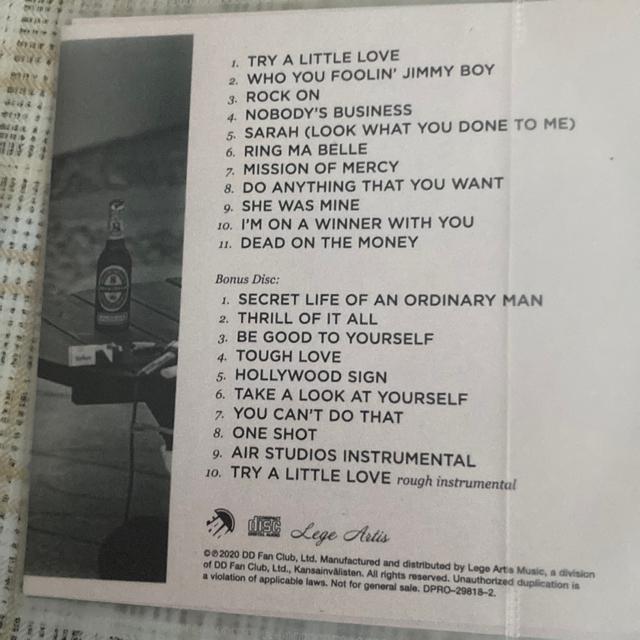 1. TRY A LITTLE LOVE
2. WHO YOU FOOLIN' JIMMY BOY
3. ROCK ON
4. NOBODY'S BUSINESS
5. SARAH (LOOK WHAT YOU DONE TO ME)
6. RING MA BELLE
7. MISSION OF MERCY
8. DO ANYTHING THAT YOU WANT
9. SHE WAS MINE
10. I'M ON A WINNER WITH YOU
11. DEAD ON THE MONEY
Bonus Disc:
1. SECRET LIFE OF AN ORDINARY MAN
2. THRILL OF IT ALL
3. BE GOOD TO YOURSELF
4. TOUGH LOVE
5. HOLLYWOOD SIGN
6. TAKE A LOOK AT YOURSELF
7. YOU CAN'T DO THAT
8. ONE SHOT
9. AIR STUDIOS INSTRUMENTAL
10. TRY A LITTLE LOVE rough instrumental
disc Lege Artis
℗©2020 DD Fan Club, Ltd. Manufactured and distributed by Lege Artis Music, a division
of DD Fan Club, Ltd., Kansainvälisten. All rights reserved. Unauthorized duplication is
a violation of applicable laws. Not for general sale. DPRO-29818-2.